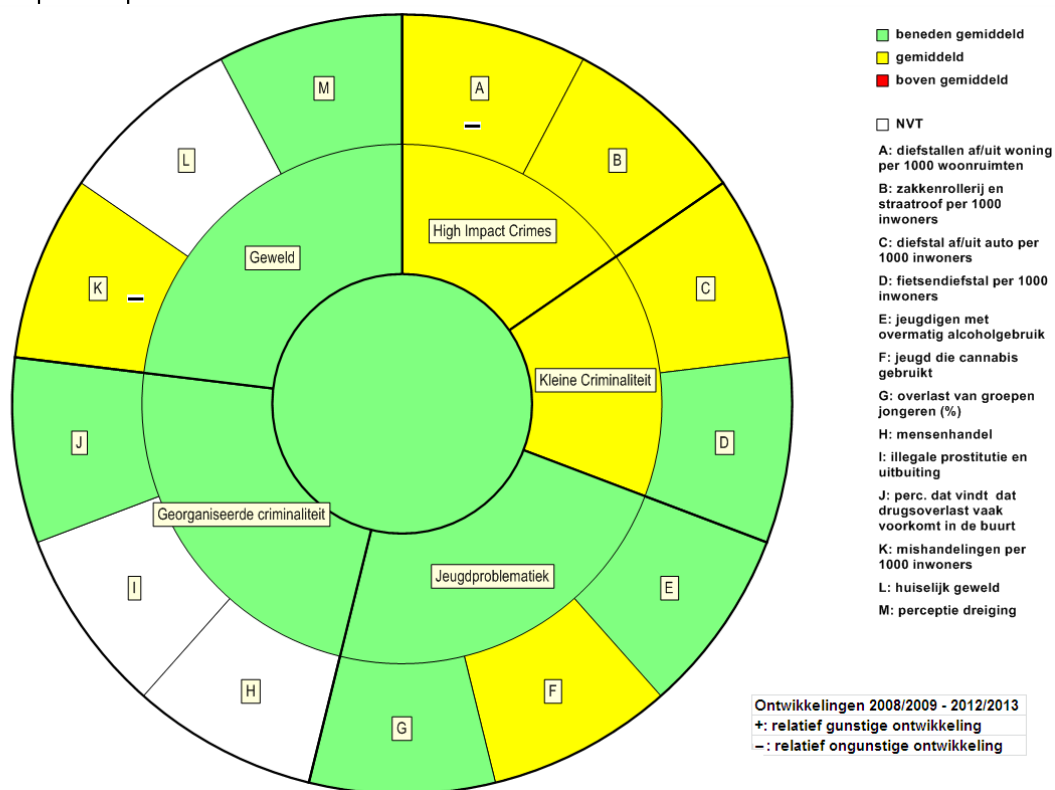 beneden gemiddeld
gemiddeld
boven gemiddeld
NVT
A: diefstallen af/uit woning
per 1000 woonruimten
B: zakkenrollerij en
straatroof per 1000
inwoners
C: diefstal af/uit auto per
1000 inwoners
D: fietsendiefstal per 1000
inwoners
E: jeugdigen met
overmatig alcoholgebruik
F: jeugd die cannabis
gebruikt
G: overlast van groepen
jongeren (%)
H: mensenhandel
I: illegale prostitutie en
uitbuiting
J: perc. dat vindt dat
drugsoverlast vaak
voorkomt in de buurt
K: mishandelingen per
1000 inwoners
L: huiselijk geweld
M: perceptie dreiging
M
A
–
L
B
High Impact Crimes
Geweld
K –
C
Kleine Criminaliteit
J
D
Georganiseerde criminaliteit
Jeugdproblematiek
I
E
H
F
G
Ontwikkelingen 2008/2009 - 2012/2013
+: relatief gunstige ontwikkeling
–: relatief ongunstige ontwikkeling